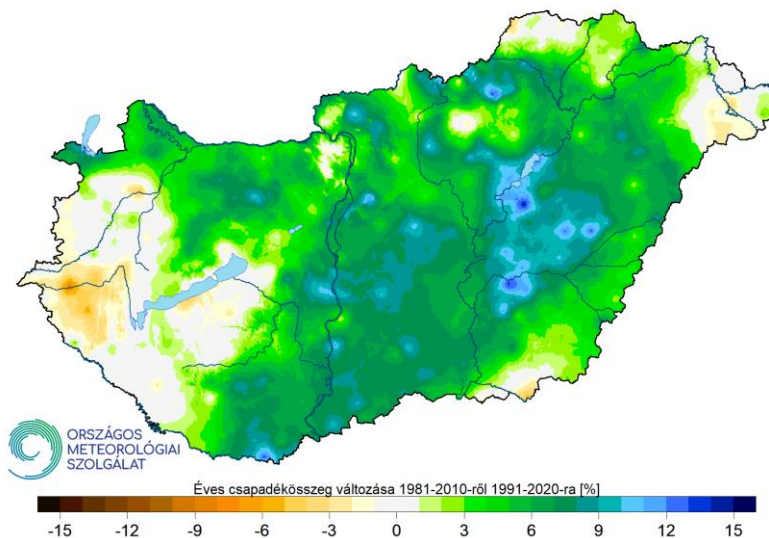 ORSZÁGOS
METEOROLÓGIAI
SZOLGÁLAT
Éves csapadékösszeg változása 1981-2010-ről 1991-2020-ra [%]
-15 -12 -9 -6 -3 0 3 6 9 12 15